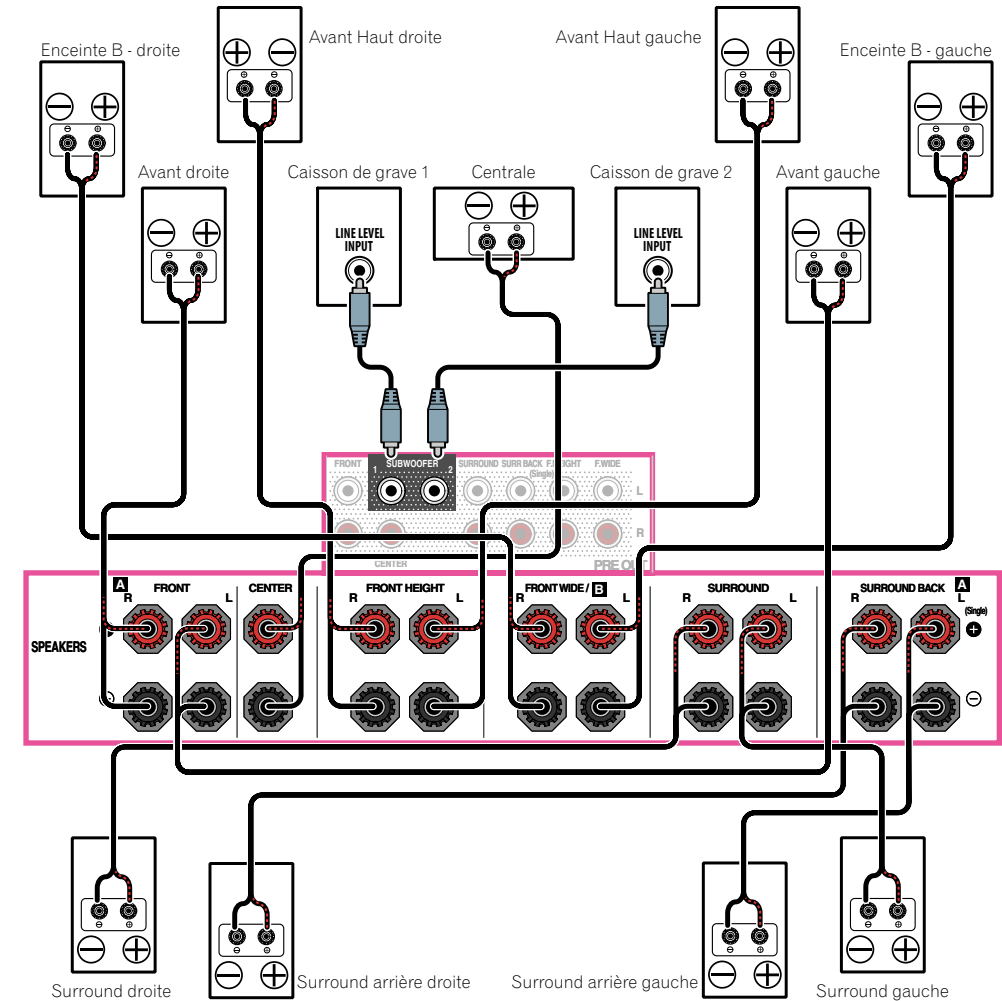 Avant Haut droite
Avant Haut gauche
Enceinte B - droite
Enceinte B - gauche
Avant droite
Caisson de grave 1
Centrale
Caisson de grave 2
Avant gauche
LINE LEVEL
INPUT
LINE LEVEL
INPUT
FRONT
SUBWOOFER
SURROUND
SURR BACK
F.WIDE
1
2
(Single)
L
R
CENTER
PRE OUT
A
FRONT
CENTER
FRONT HEIGHT
FRONT WIDE / B
SURROUND
SURROUND BACK A
R
L
R
L
R
L
R
L
R
L
(Single)
SPEAKERS
Surround droite
Surround arrière droite
Surround arrière gauche
Surround gauche